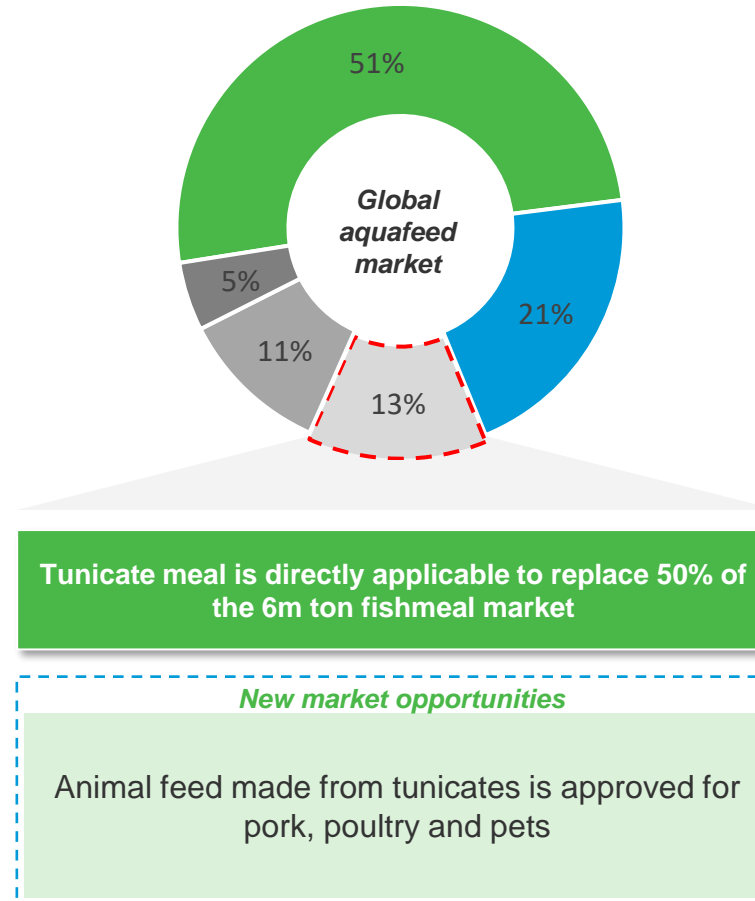 51%
Global
aquafeed
market
5%
21%
11%
13%
Tunicate meal is directly applicable to replace 50% of
the 6m ton fishmeal market
New market opportunities
Animal feed made from tunicates is approved for
pork, poultry and pets